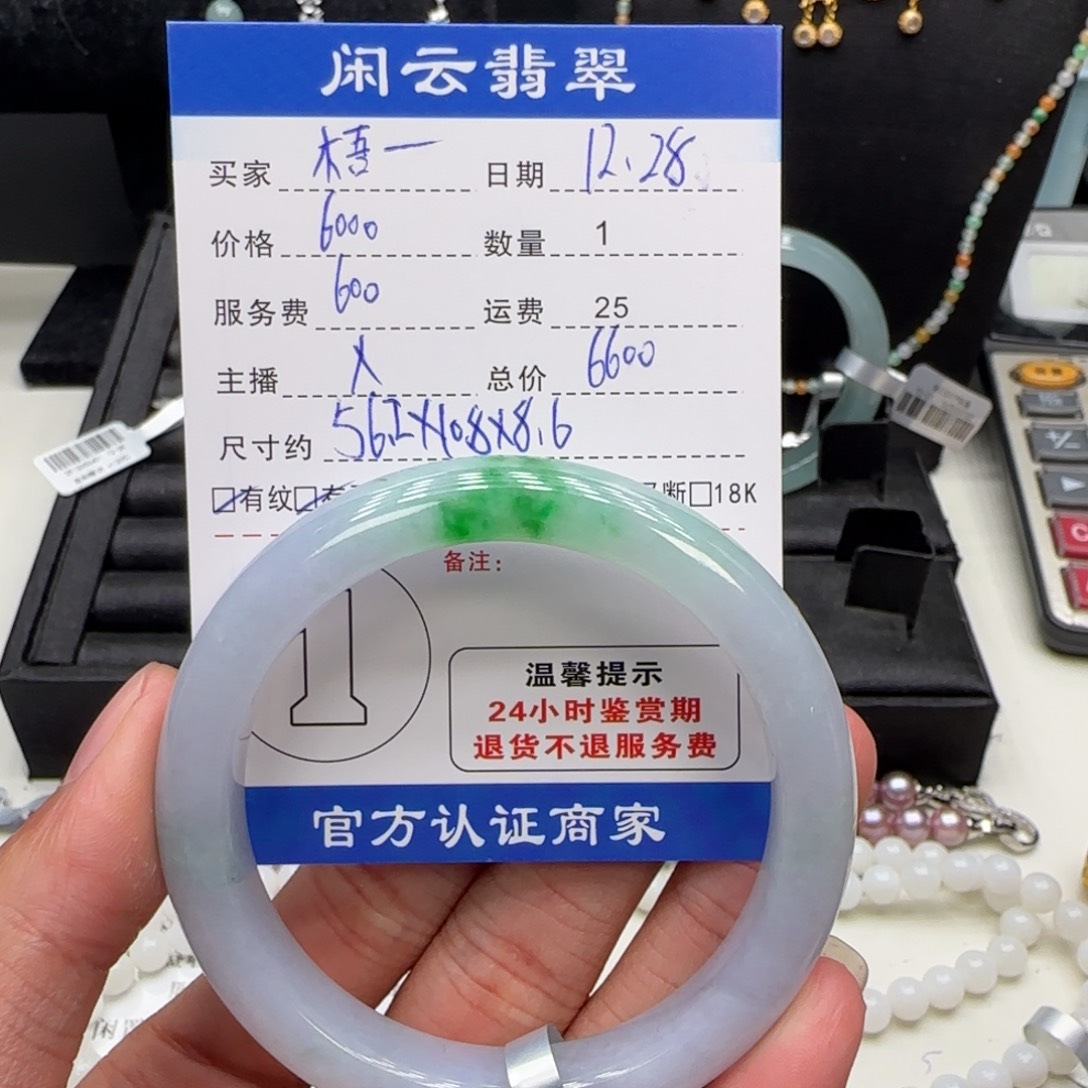 闲云翡翠
买家 梧一 日期 12.28
价格 6000 数量 1
服务费 600 运费 25
主播 X 总价 6600
尺寸约 56.2X10.8X8.6
有纹 断 18K
备注:
温馨提示
24小时鉴赏期
退货不退服务费
官方认证商家